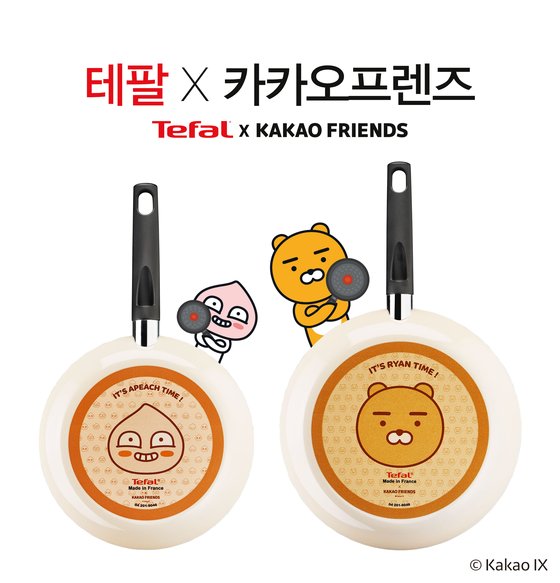 테팔 X 카카오프렌즈
Tefal x KAKAO FRIENDS
IT'S APEACH TIME !
Tefal®
Made in France
x
KAKAO FRIENDS
IT'S RYAN TIME !
Tefal®
Made in France
x
KAKAO FRIENDS
© Kakao IX